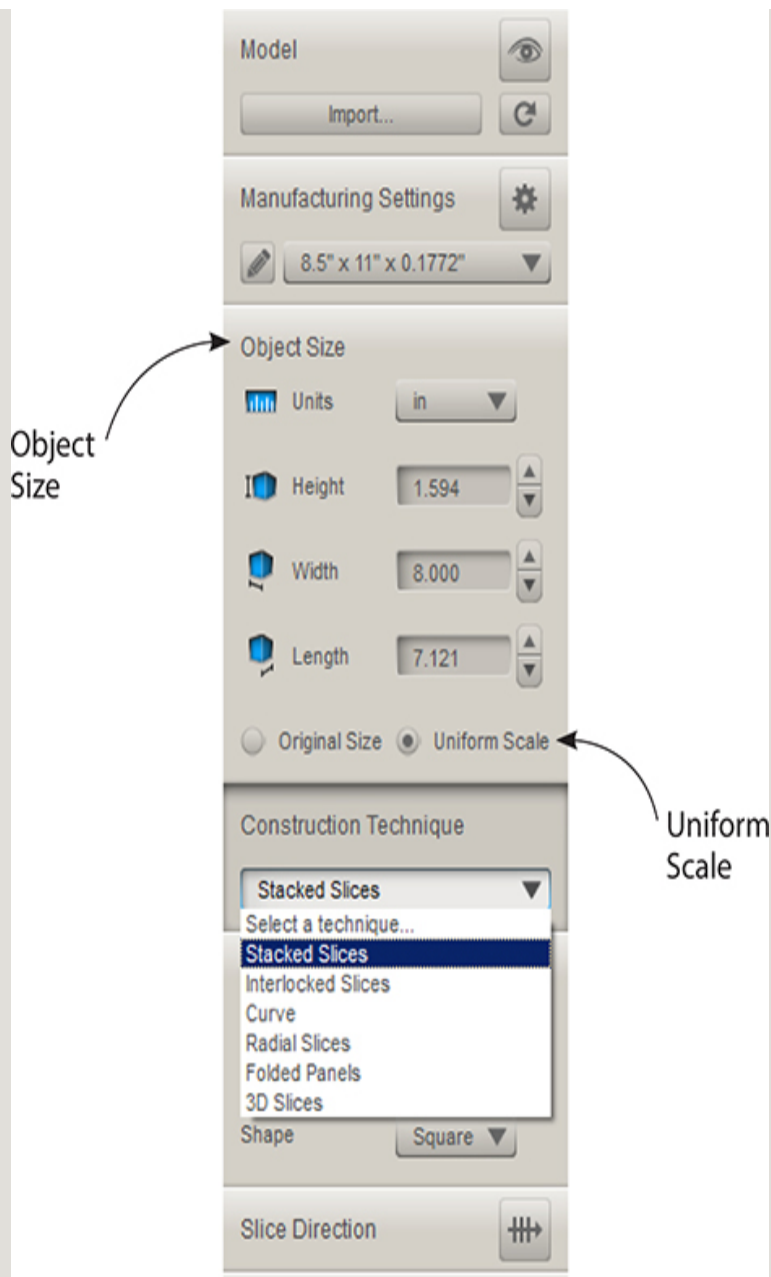 Model
Import...
Manufacturing Settings
8.5" x 11" x 0.1772"
Object Size
Units in
Object
Size
Height 1.594
Width 8.000
Length 7.121
Original Size Uniform Scale
Construction Technique
Uniform
Scale
Stacked Slices
Select a technique...
Stacked Slices
Interlocked Slices
Curve
Radial Slices
Folded Panels
3D Slices
Shape Square
Slice Direction